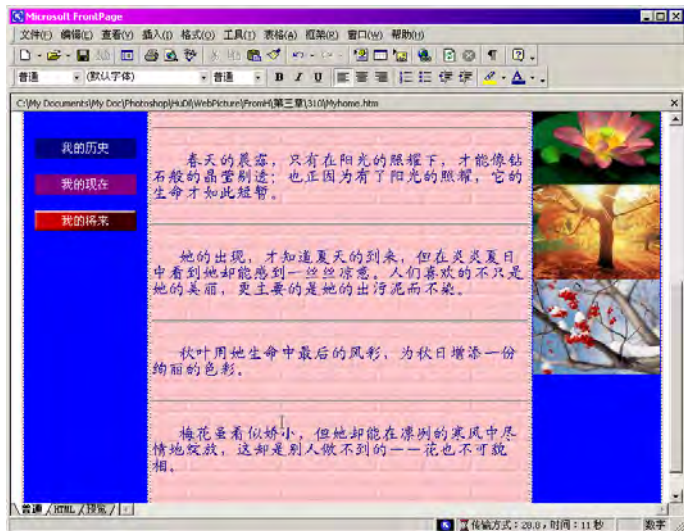 Microsoft FrontPage
文件(F) 编辑(E) 查看(V) 插入(I) 格式(O) 工具(T) 表格(A) 框架(R) 窗口(W) 帮助(H)
普通 (默认字体) 普通 B I U
C:\My Documents\My Doc\Photoshop\HuDi\WebPicture\FromH\第三章\310\Myhome.htm
我的历史
我的现在
我的将来
春天的晨露，只有在阳光的照耀下，才能像钻
石般的晶莹剔透；也正因为有了阳光的照耀，它的
生命才如此短暂。
她的出现，才知道夏天的到来，但在炎炎夏日
中看到她却能感到一丝丝凉意。人们喜欢的不只是
她的美丽，更主要的是她的出污泥而不染。
秋叶用她生命中最后的风彩，为秋日增添一份
绚丽的色彩。
梅花虽看似娇小，但她却能在凛冽的寒风中尽
情地绽放，这却是别人做不到的——花也不可貌
相。
普通 HTML 预览
传输方式：28.8，时间：11秒 数字